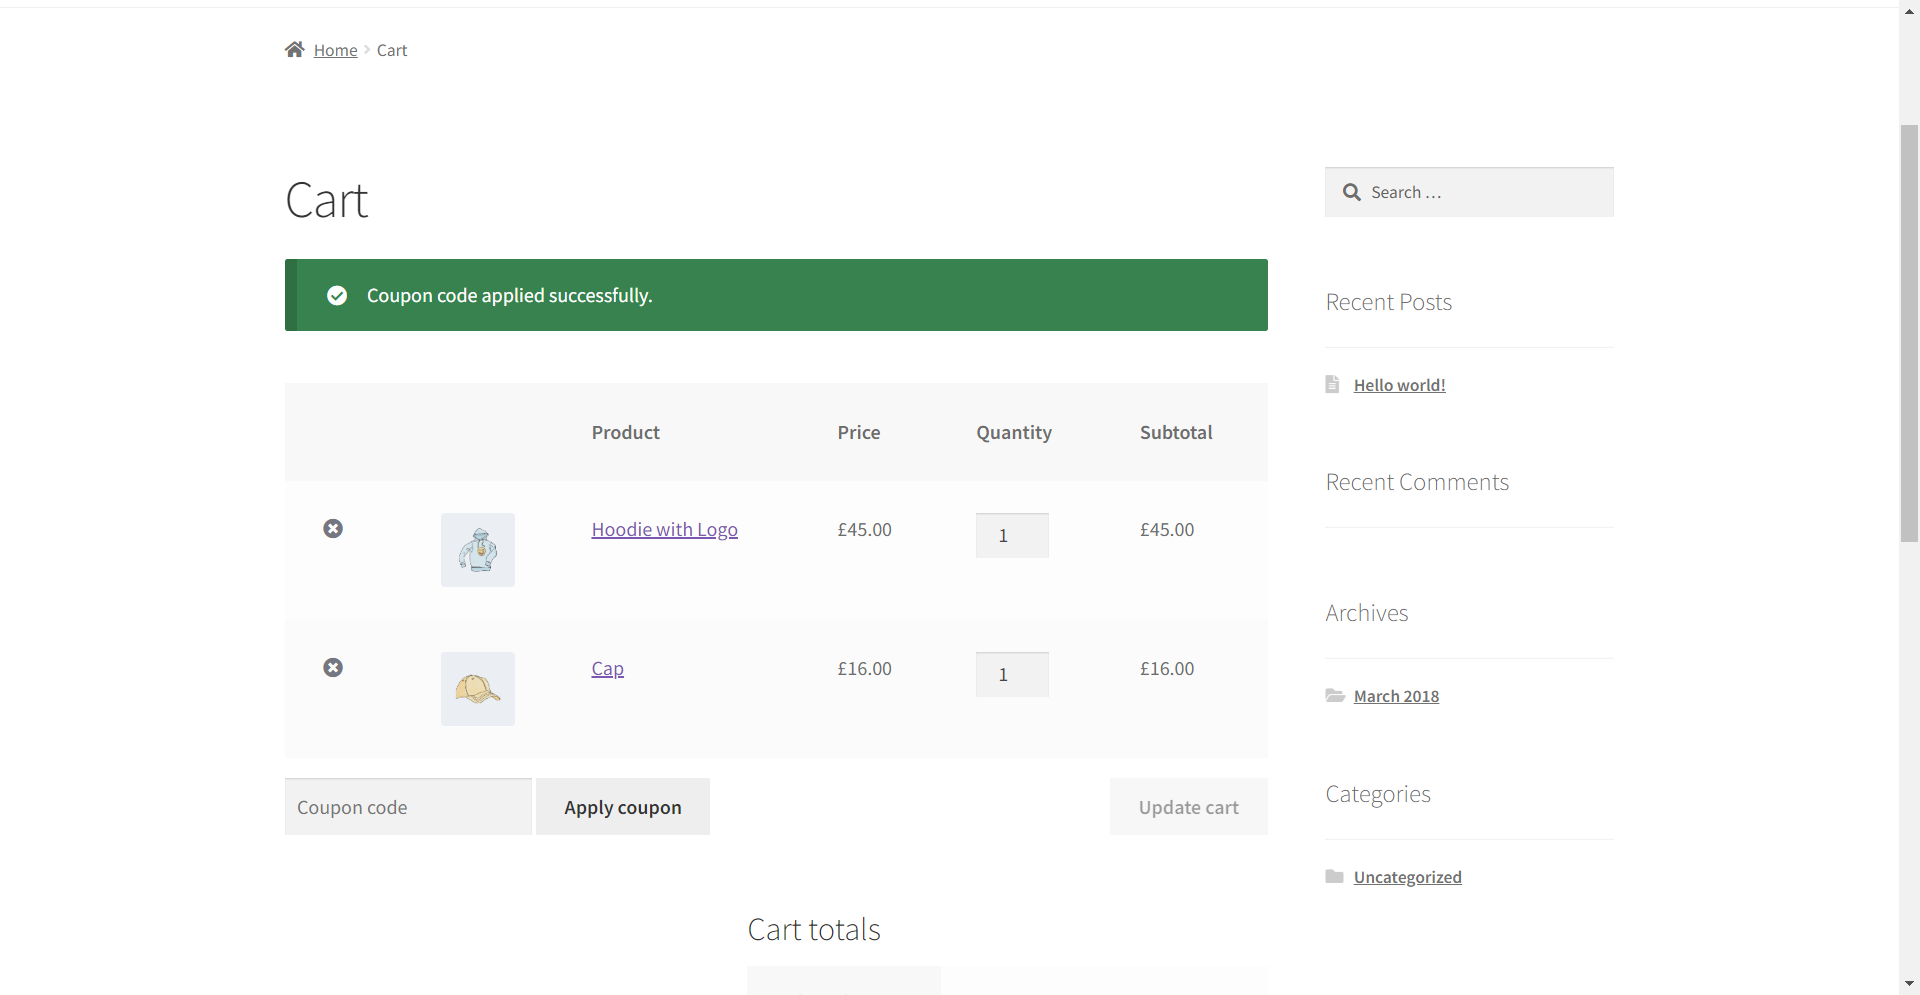 Home Cart
Cart
Search …
Coupon code applied successfully.
Recent Posts
Hello world!
Product Price Quantity Subtotal
Recent Comments
Hoodie with Logo £45.00 1 £45.00
Archives
Cap £16.00 1 £16.00
March 2018
Categories
Coupon code Apply coupon Update cart
Uncategorized
Cart totals